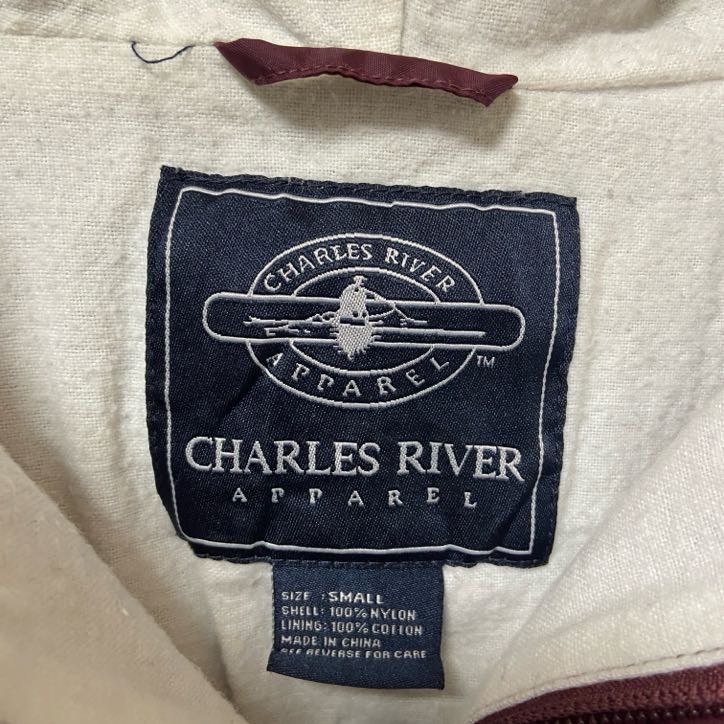 CHARLES RIVER
APPAREL
TM
CHARLES RIVER
APPAREL
SIZE : SMALL
SHELL: 100% NYLON
LINING: 100% COTTON
MADE IN CHINA
SEE REVERSE FOR CARE